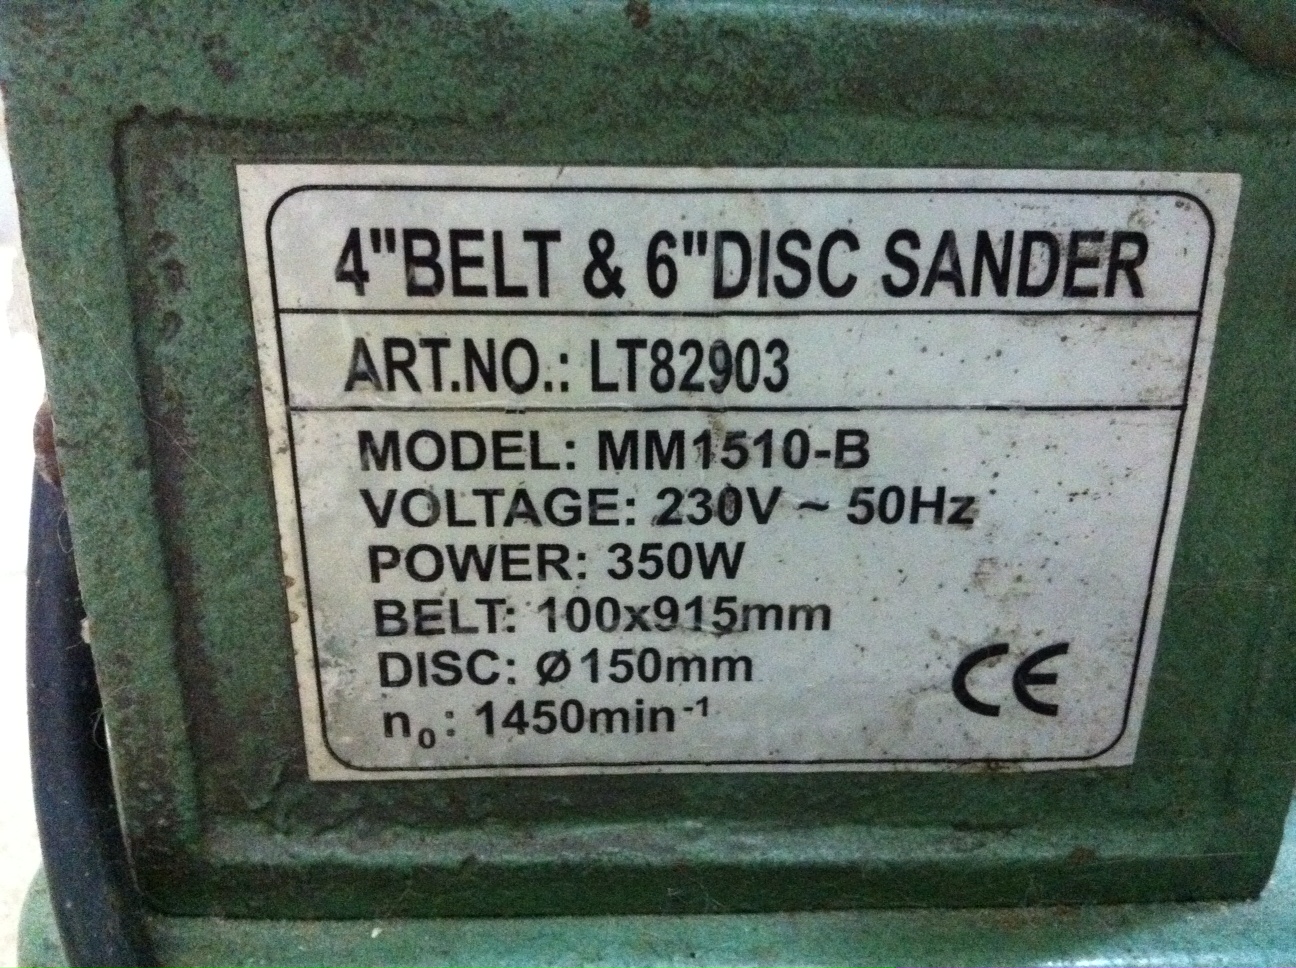 4"BELT & 6"DISC SANDER
ART.NO.: LT82903
MODEL: MM1510-B
VOLTAGE: 230V ~ 50Hz
POWER: 350W
BELT: 100x915mm
DISC: Ø150mm
n₀: 1450min⁻¹
CE